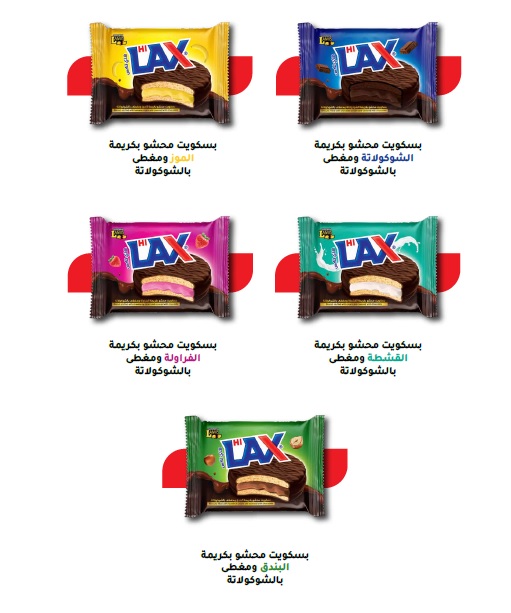 HI
LAX
HI
LAX
بسكويت محشو بكريمة
الموز ومغطى
بالشوكولاتة
بسكويت محشو بكريمة
الشوكولاتة ومغطى
بالشوكولاتة
HI
LAX
HI
LAX
بسكويت محشو بكريمة
الفراولة ومغطى
بالشوكولاتة
بسكويت محشو بكريمة
القشطة ومغطى
بالشوكولاتة
HI
LAX
بسكويت محشو بكريمة
البندق ومغطى
بالشوكولاتة